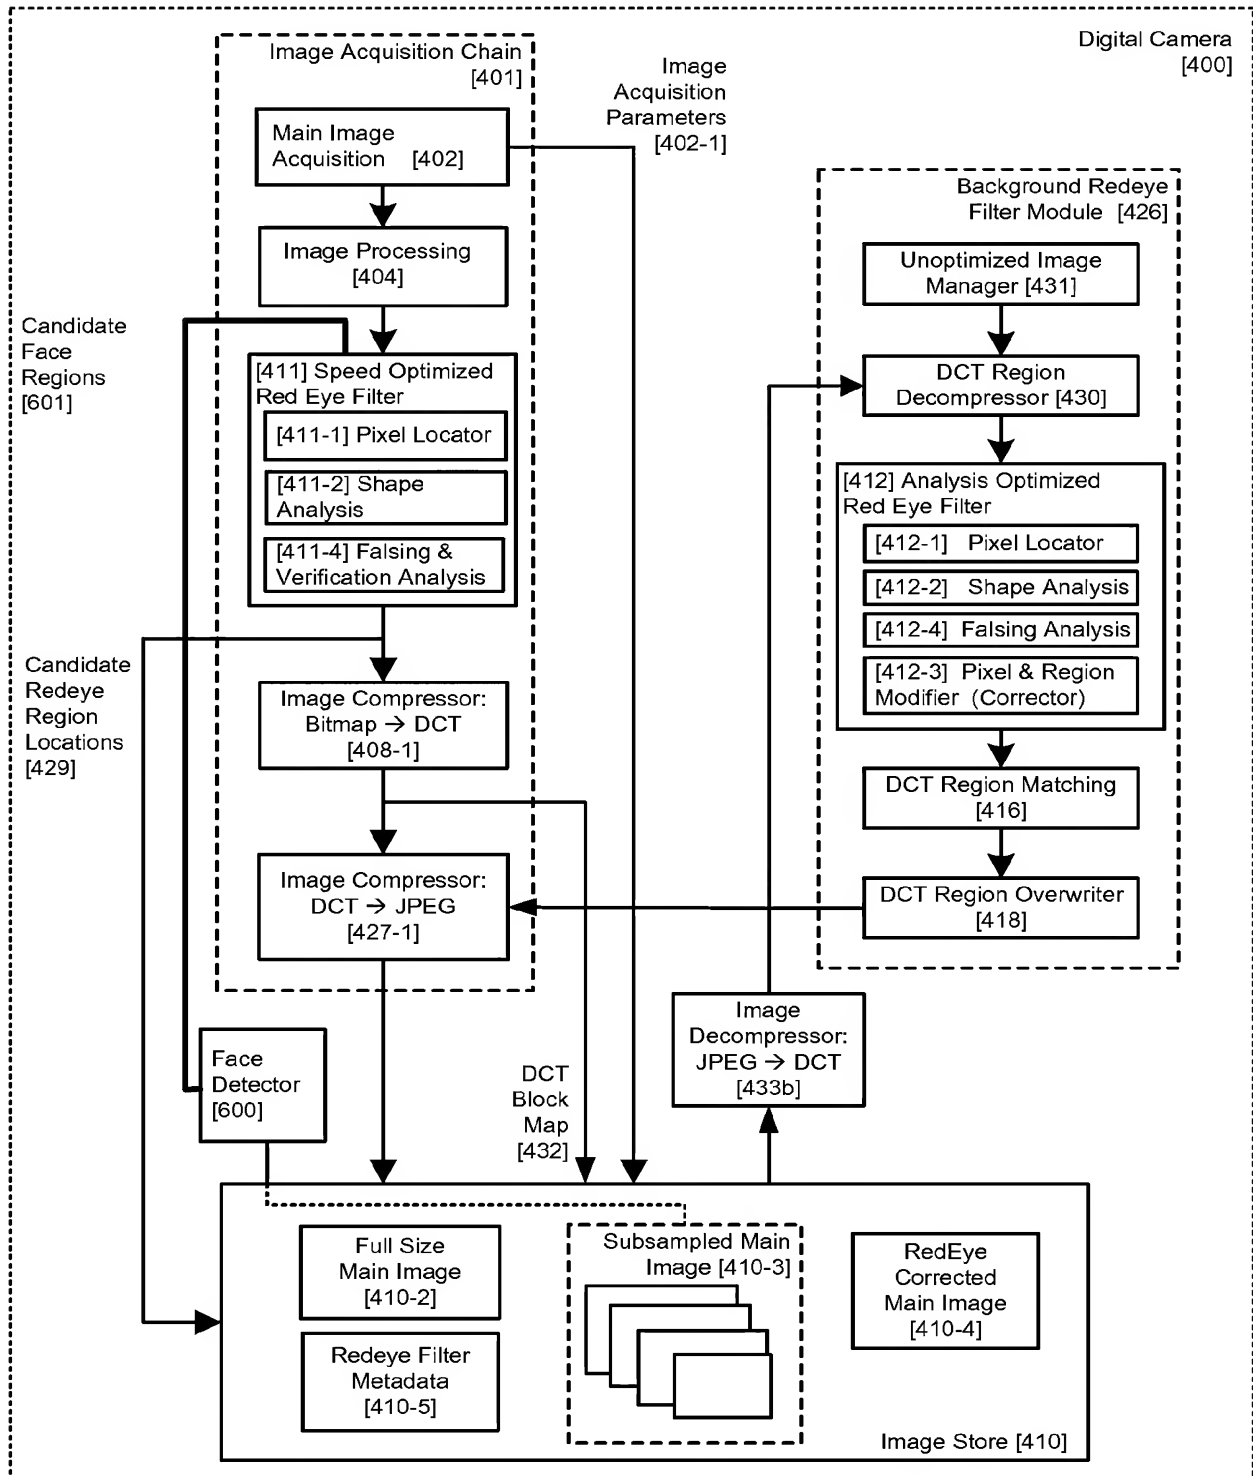 Digital Camera
[400]
Image Acquisition Chain
[401]
Image
Acquisition
Parameters
[402-1]
Main Image
Acquisition [402]
Image Processing
[404]
Candidate
Face
Regions
[601]
[411] Speed Optimized
Red Eye Filter
[411-1] Pixel Locator
[411-2] Shape
Analysis
[411-4] Falsing &
Verification Analysis
Candidate
Redeye
Region
Locations
[429]
Image Compressor:
Bitmap → DCT
[408-1]
Image Compressor:
DCT → JPEG
[427-1]
Background Redeye
Filter Module [426]
Unoptimized Image
Manager [431]
DCT Region
Decompressor [430]
[412] Analysis Optimized
Red Eye Filter
[412-1] Pixel Locator
[412-2] Shape Analysis
[412-4] Falsing Analysis
[412-3] Pixel & Region
Modifier (Corrector)
DCT Region Matching
[416]
DCT Region Overwriter
[418]
Image
Decompressor:
JPEG → DCT
[433b]
Face
Detector
[600]
DCT
Block
Map
[432]
Full Size
Main Image
[410-2]
Redeye Filter
Metadata
[410-5]
Subsampled Main
Image [410-3]
RedEye
Corrected
Main Image
[410-4]
Image Store [410]